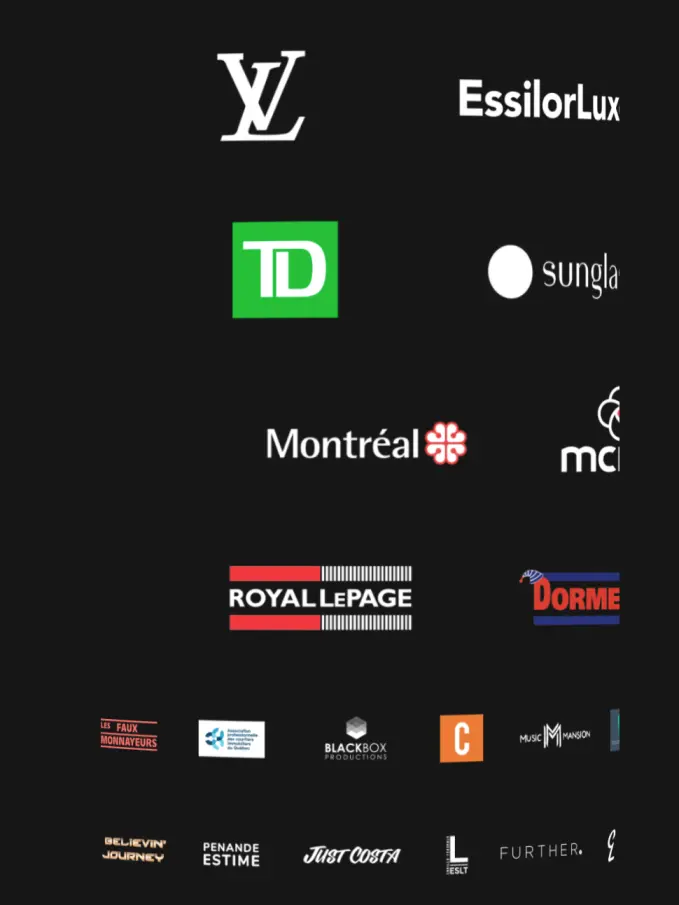 LV
EssilorLux
TD
sungla
Montréal
mc
ROYAL LEPAGE
DORME
LES FAUX
MONNAYEURS
Association
professionnelle
des courtiers
immobiliers
du Québec
BLACKBOX
PRODUCTIONS
C
MUSIC M MANSION
BELIEVIN'
JOURNEY
PENANDE
ESTIME
JUST COSTA
L
ESLT
FURTHER.